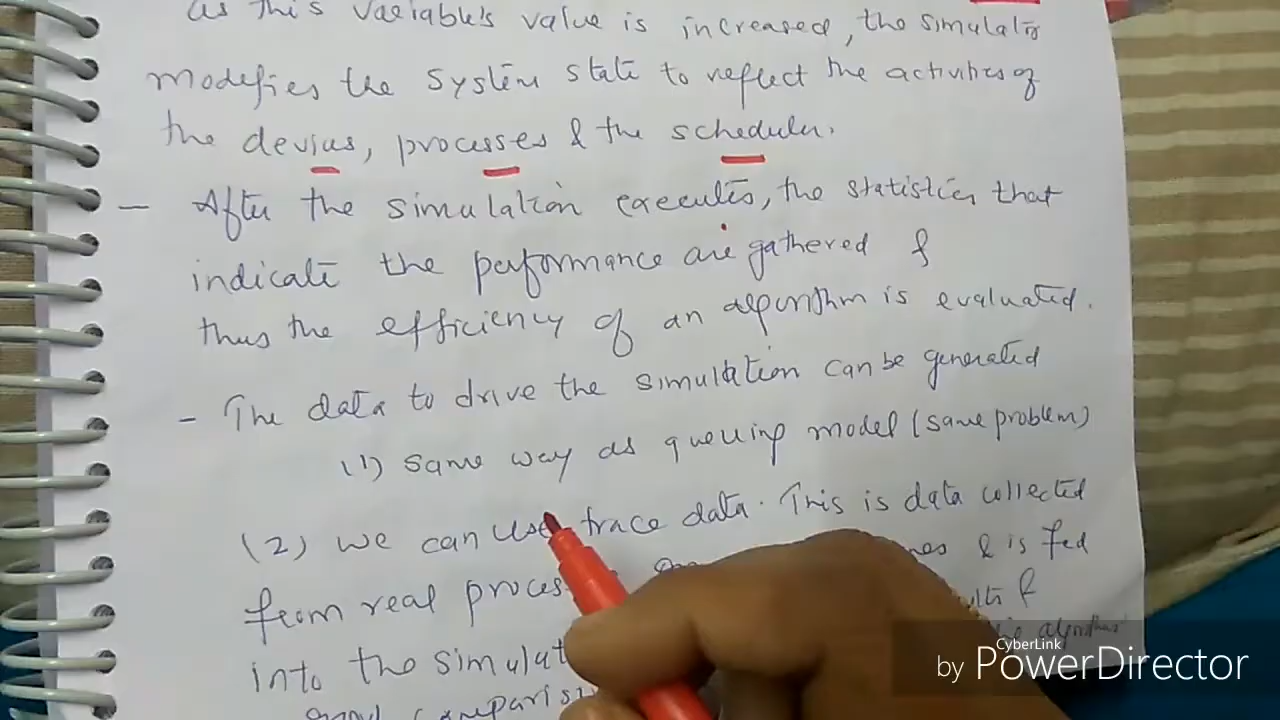 as this variable's value is increased, the simulator
modifies the system state to reflect the activities of
the devices, processes & the scheduler.
- After the simulation executes, the statistics that
indicate the performance are gathered &
thus the efficiency of an algorithm is evaluated.
- The data to drive the simulation can be generated
(1) same way as queuing model (same problem)
(2) we can use trace data. This is data collected
from real proces & is fed
into the simulat &
good comparis algorithms
CyberLink
by PowerDirector